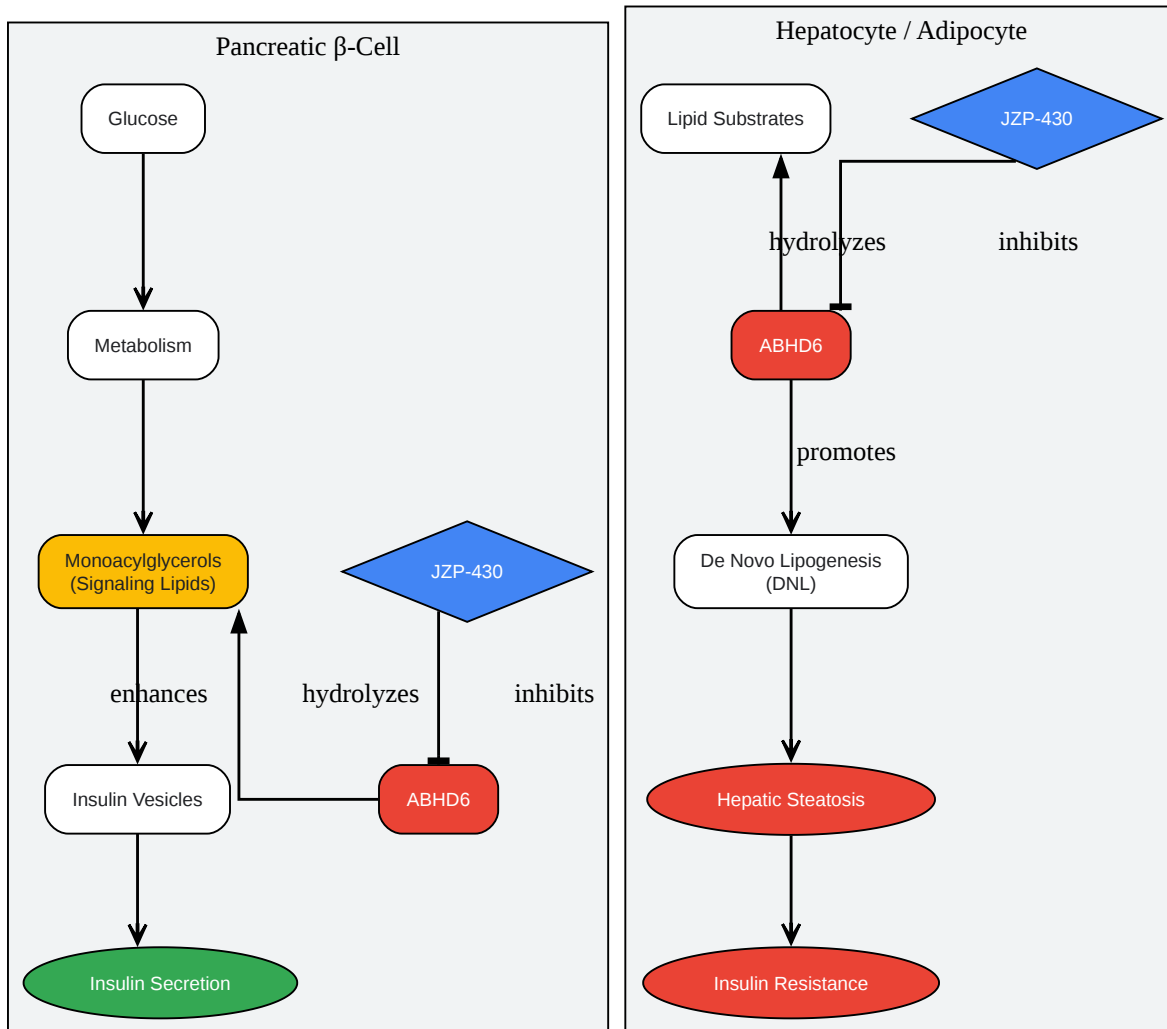 Pancreatic β-Cell
Glucose
Metabolism
Monoacylglycerols
(Signaling Lipids)
JZP-430
enhances
hydrolyzes
inhibits
Insulin Vesicles
ABHD6
Insulin Secretion
Hepatocyte / Adipocyte
Lipid Substrates
JZP-430
hydrolyzes
inhibits
ABHD6
promotes
De Novo Lipogenesis
(DNL)
Hepatic Steatosis
Insulin Resistance